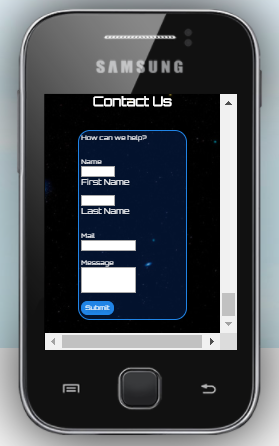 SAMSUNG
Contact Us
How can we help?
Name
First Name
Last Name
Mail
Message
Submit